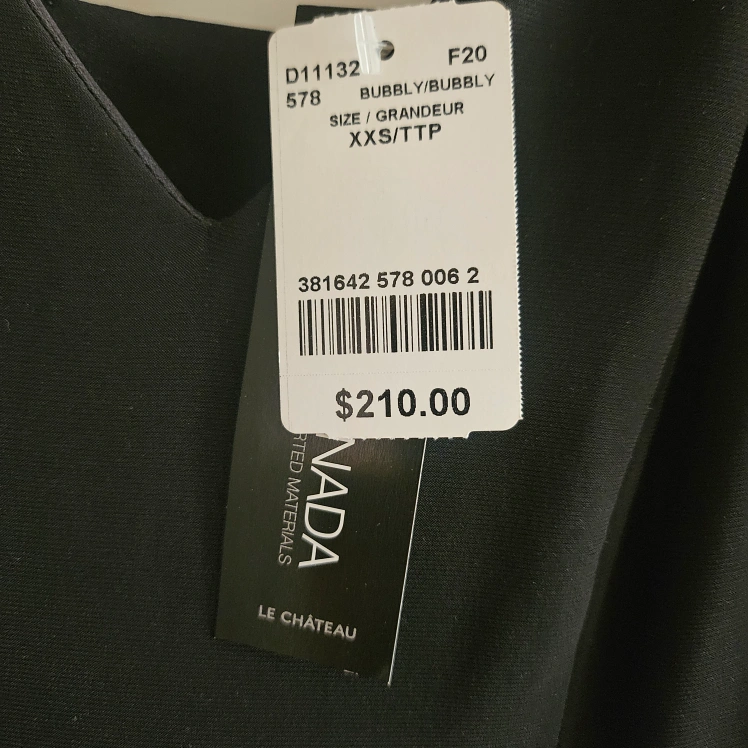 D11132 F20
578 BUBBLY/BUBBLY
SIZE / GRANDEUR
XXS/TTP
381642 578 006 2
$210.00
NADA
RTED MATERIALS
LE CHÂTEAU